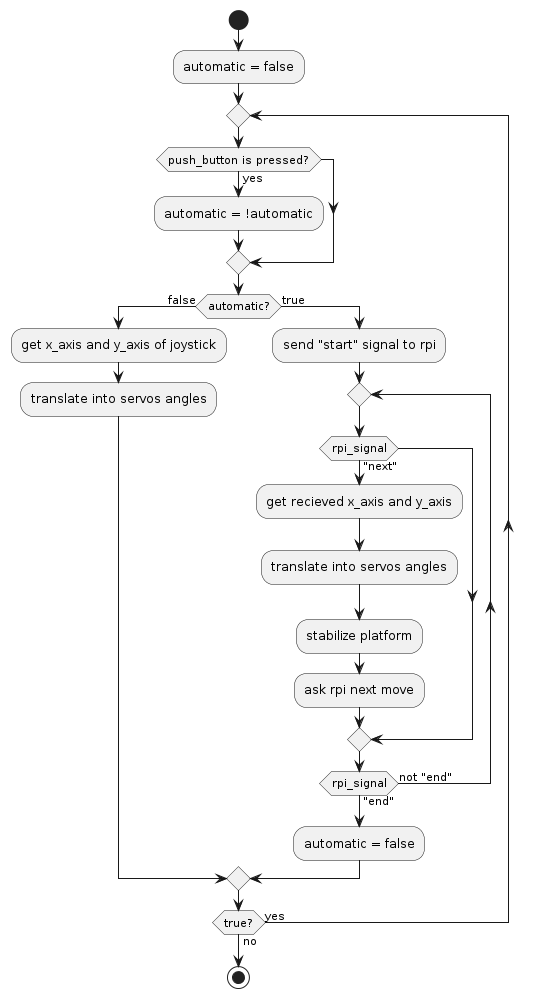 automatic = false
push_button is pressed?
yes
automatic = !automatic
false
automatic?
true
get x_axis and y_axis of joystick
translate into servos angles
send "start" signal to rpi
rpi_signal
"next"
get recieved x_axis and y_axis
translate into servos angles
stabilize platform
ask rpi next move
rpi_signal
not "end"
"end"
automatic = false
true?
yes
no